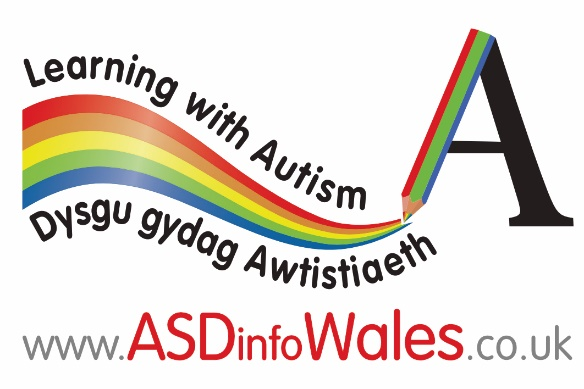 Learning with Autism
A
Dysgu gydag Awtistiaeth
www.ASDinfoWales.co.uk